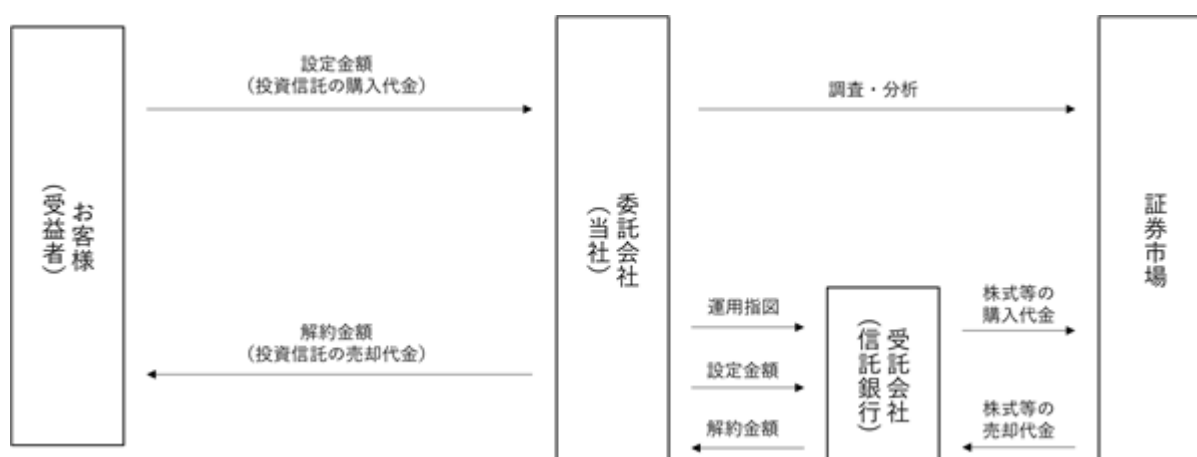 お客様
（受益者）
設定金額
（投資信託の購入代金）
解約金額
（投資信託の売却代金）
委託会社
（当社）
調査・分析
運用指図
設定金額
解約金額
受託会社
（信託銀行）
株式等の
購入代金
株式等の
売却代金
証券市場